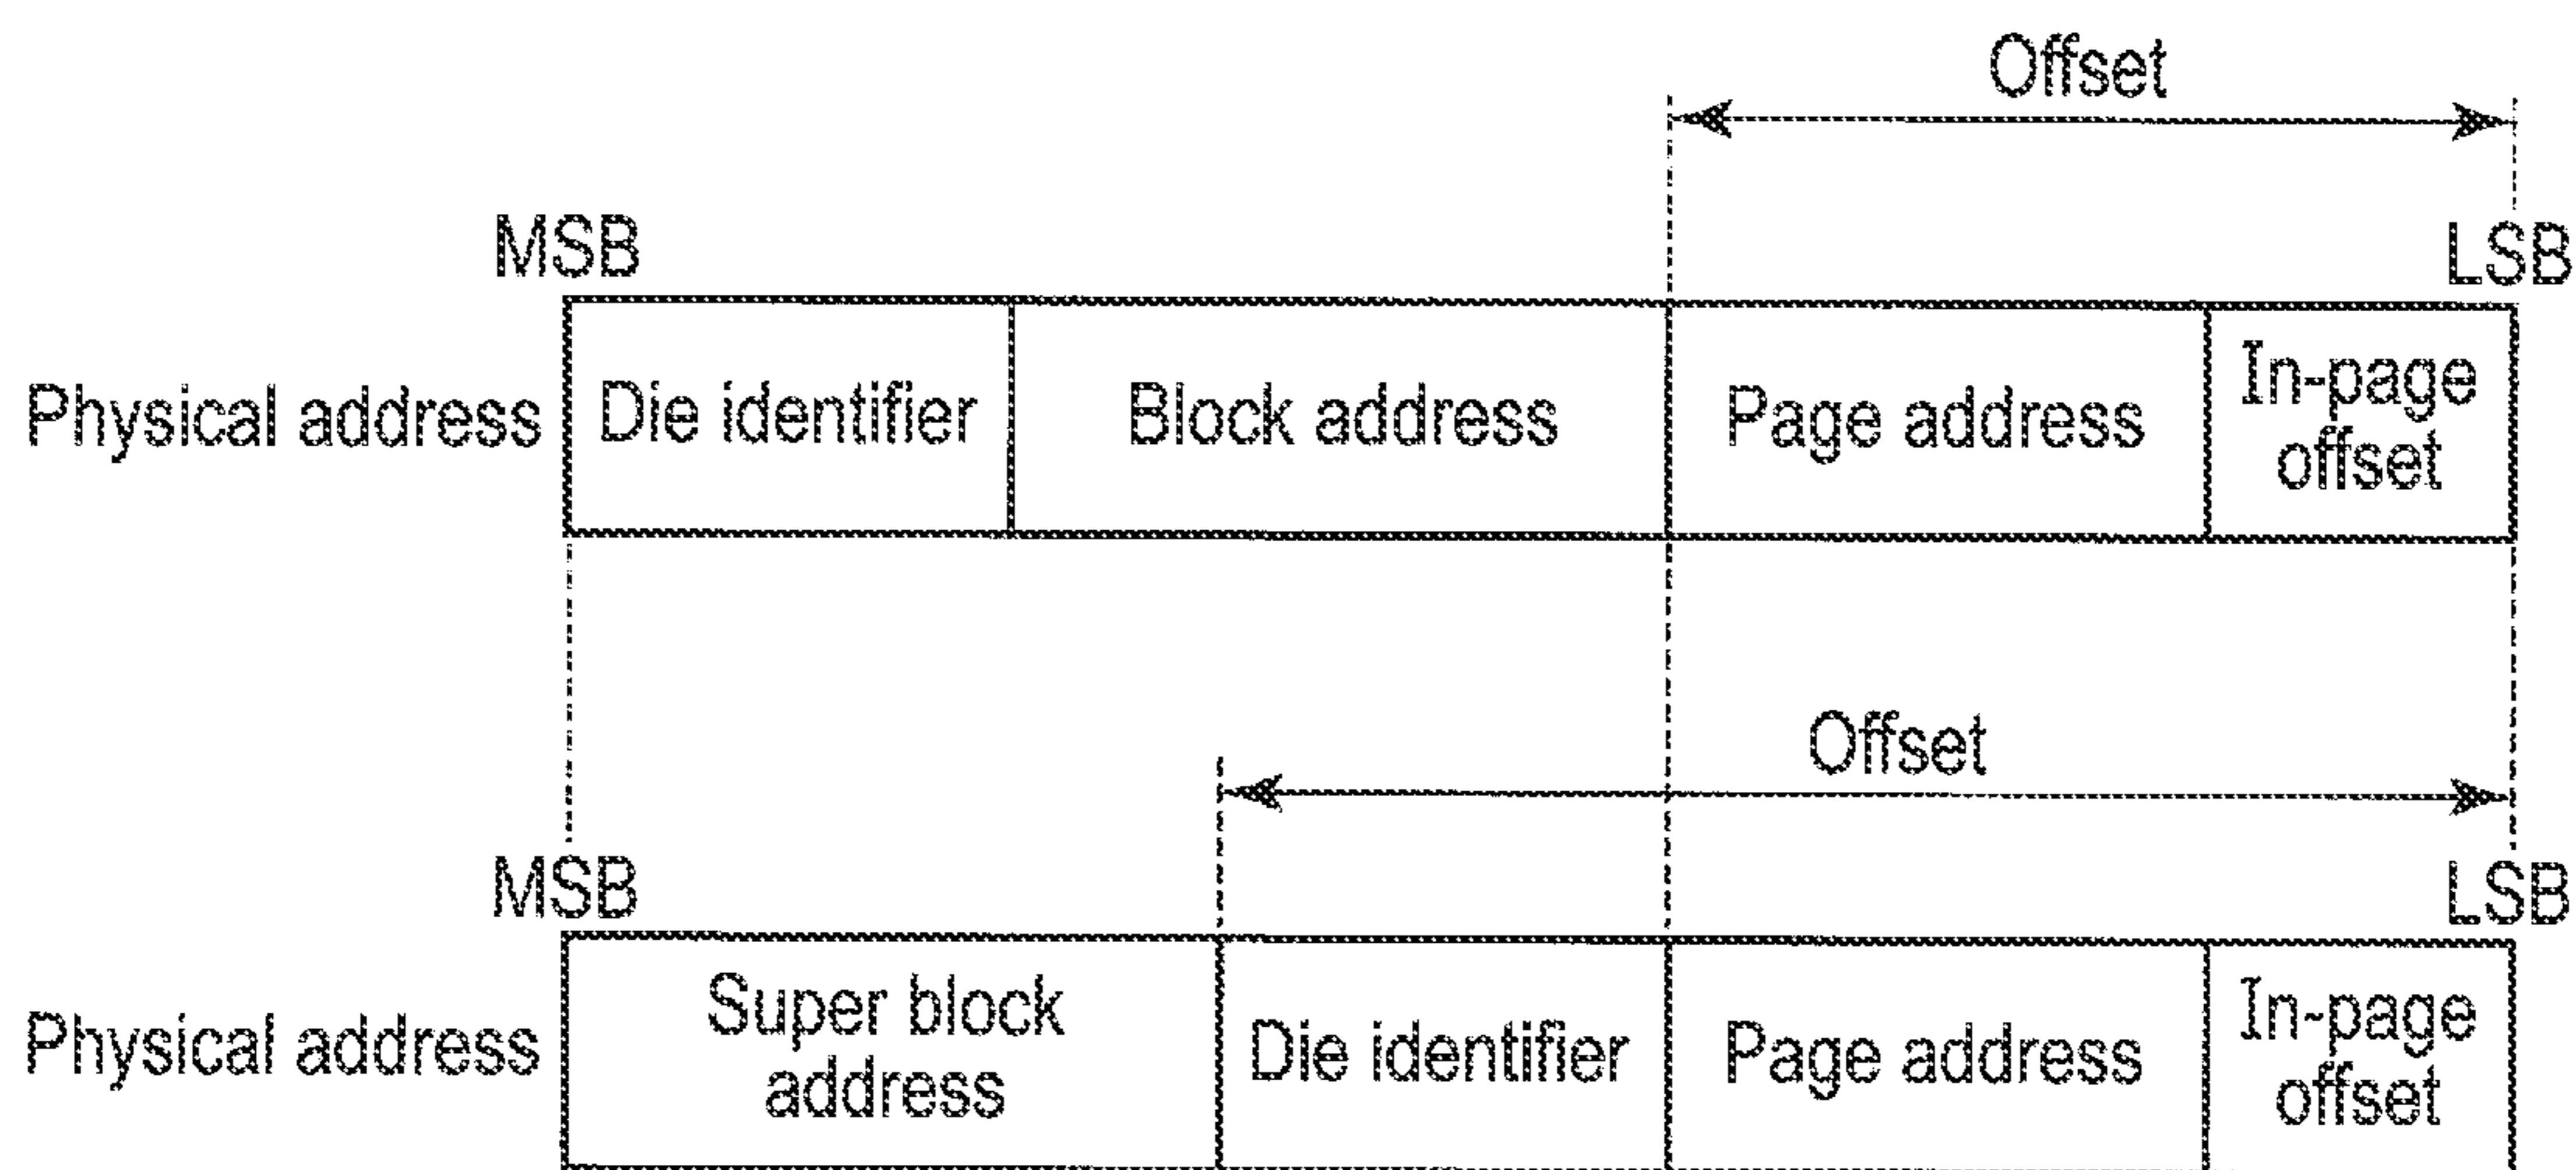 Offset
MSB
LSB
Physical address
Die identifier
Block address
Page address
In-page
offset
Offset
MSB
LSB
Physical address
Super block
address
Die identifier
Page address
In-page
offset